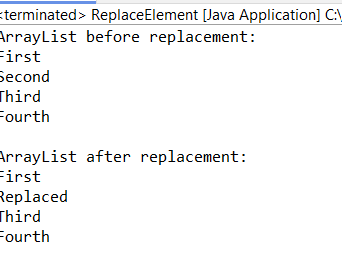 <terminated> ReplaceElement [Java Application] C:\
ArrayList before replacement:
First
Second
Third
Fourth

ArrayList after replacement:
First
Replaced
Third
Fourth